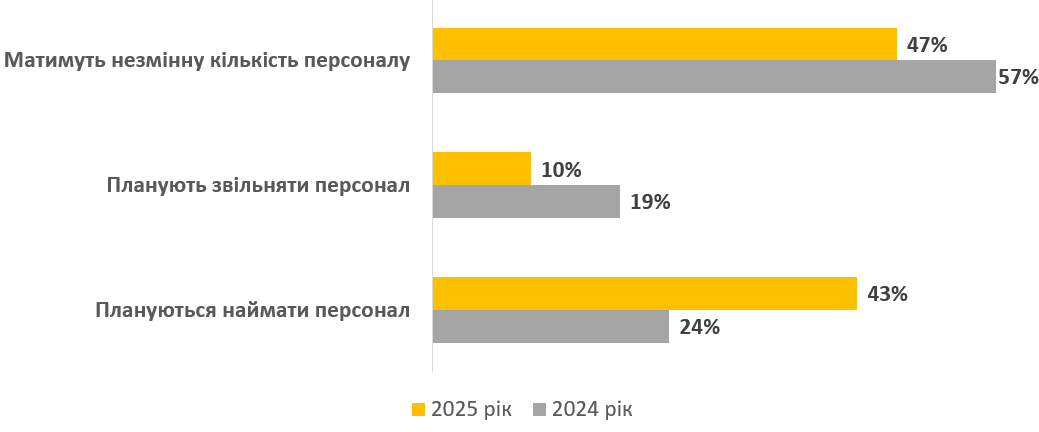 Матимуть незмінну кількість персоналу
47%
57%
Планують звільняти персонал
10%
19%
Плануються наймати персонал
43%
24%
2025 рік 2024 рік